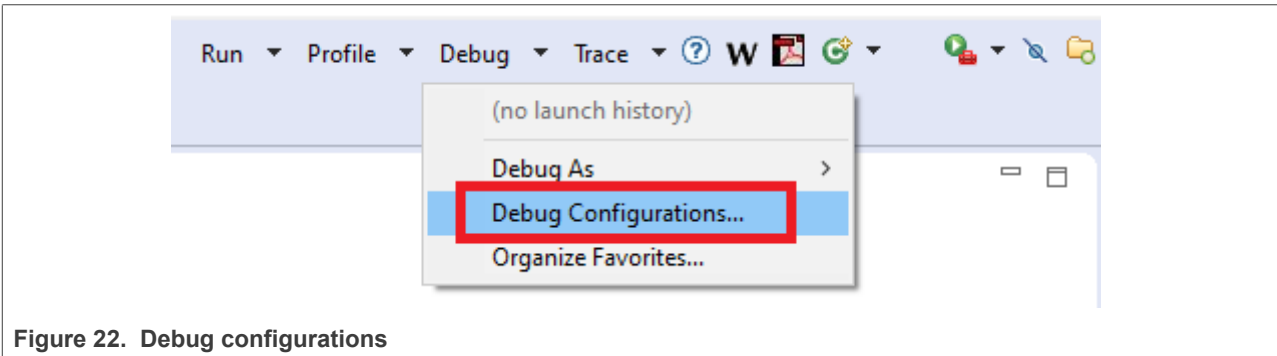 Run Profile Debug Trace W
(no launch history)
Debug As
Debug Configurations...
Organize Favorites...
Figure 22. Debug configurations